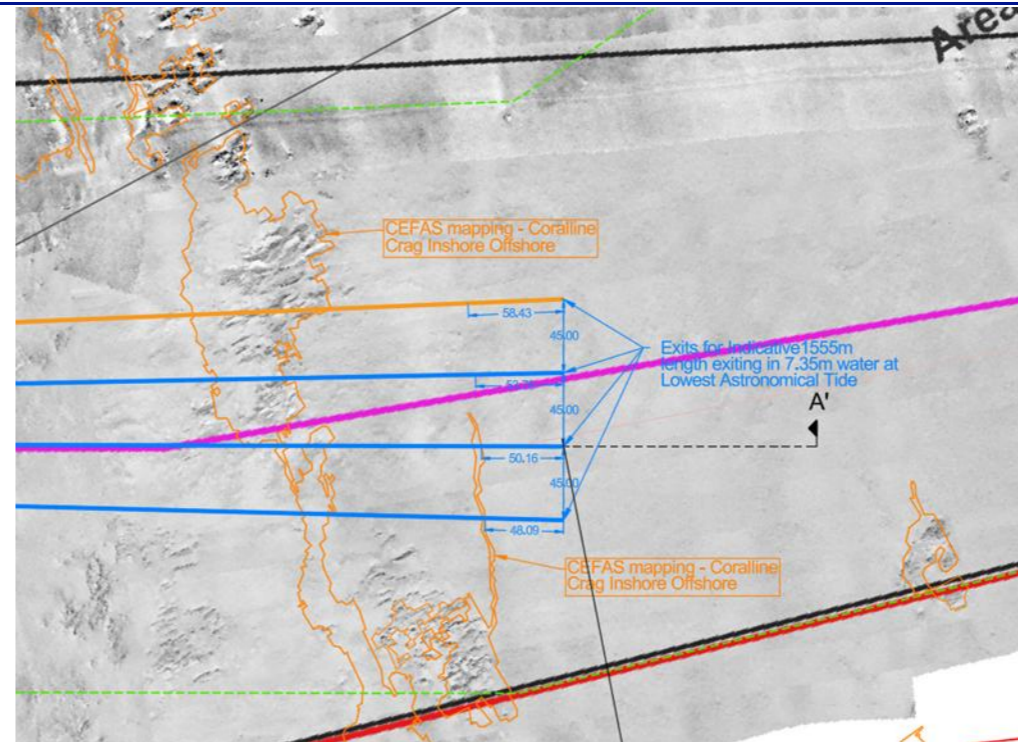 Area
CEFAS mapping - Coralline
Crag Inshore Offshore
58.43
45.00
Exits for Indicative1555m
length exiting in 7.35m water at
Lowest Astronomical Tide
A'
45.00
50.16
45.00
48.09
CEFAS mapping - Coralline
Crag Inshore Offshore